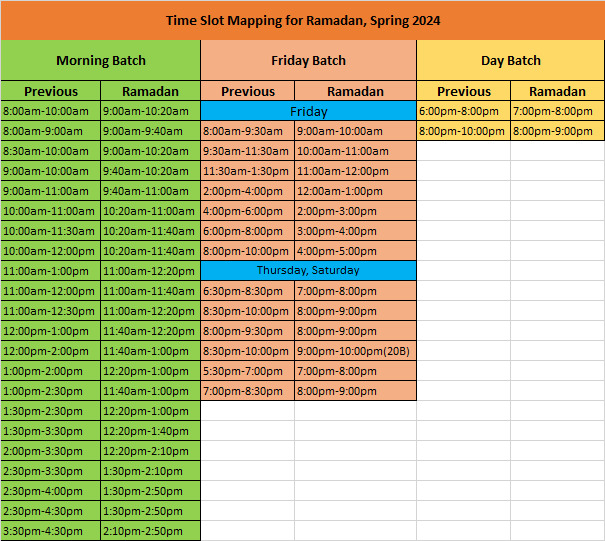 Time Slot Mapping for Ramadan, Spring 2024
Morning Batch Friday Batch Day Batch
Previous Ramadan Previous Ramadan Previous Ramadan
8:00am-10:00am 9:00am-10:20am Friday 6:00pm-8:00pm 7:00pm-8:00pm
8:00am-9:00am 9:00am-9:40am 8:00am-9:30am 9:00am-10:00am 8:00pm-10:00pm 8:00pm-9:00pm
8:30am-10:00am 9:00am-10:20am 9:30am-11:30am 10:00am-11:00am
9:00am-10:00am 9:40am-10:20am 11:30am-1:30pm 11:00am-12:00pm
9:00am-11:00am 9:40am-11:00am 2:00pm-4:00pm 12:00am-1:00pm
10:00am-11:00am 10:20am-11:00am 4:00pm-6:00pm 2:00pm-3:00pm
10:00am-11:30am 10:20am-11:40am 6:00pm-8:00pm 3:00pm-4:00pm
10:00am-12:00pm 10:20am-11:40am 8:00pm-10:00pm 4:00pm-5:00pm
11:00am-1:00pm 11:00am-12:20pm Thursday, Saturday
11:00am-12:00pm 11:00am-11:40am 6:30pm-8:30pm 7:00pm-8:00pm
11:00am-12:30pm 11:00am-12:20pm 8:30pm-10:00pm 8:00pm-9:00pm
12:00pm-1:00pm 11:40am-12:20pm 8:00pm-9:30pm 8:00pm-9:00pm
12:00pm-2:00pm 11:40am-1:00pm 8:30pm-10:00pm 9:00pm-10:00pm(20B)
1:00pm-2:00pm 12:20pm-1:00pm 5:30pm-7:00pm 7:00pm-8:00pm
1:00pm-2:30pm 11:40am-1:00pm 7:00pm-8:30pm 8:00pm-9:00pm
1:30pm-2:30pm 12:20pm-1:00pm
1:30pm-3:30pm 12:20pm-1:40pm
2:00pm-3:30pm 12:20pm-2:10pm
2:30pm-3:30pm 1:30pm-2:10pm
2:30pm-4:00pm 1:30pm-2:50pm
2:30pm-4:30pm 1:30pm-2:50pm
3:30pm-4:30pm 2:10pm-2:50pm